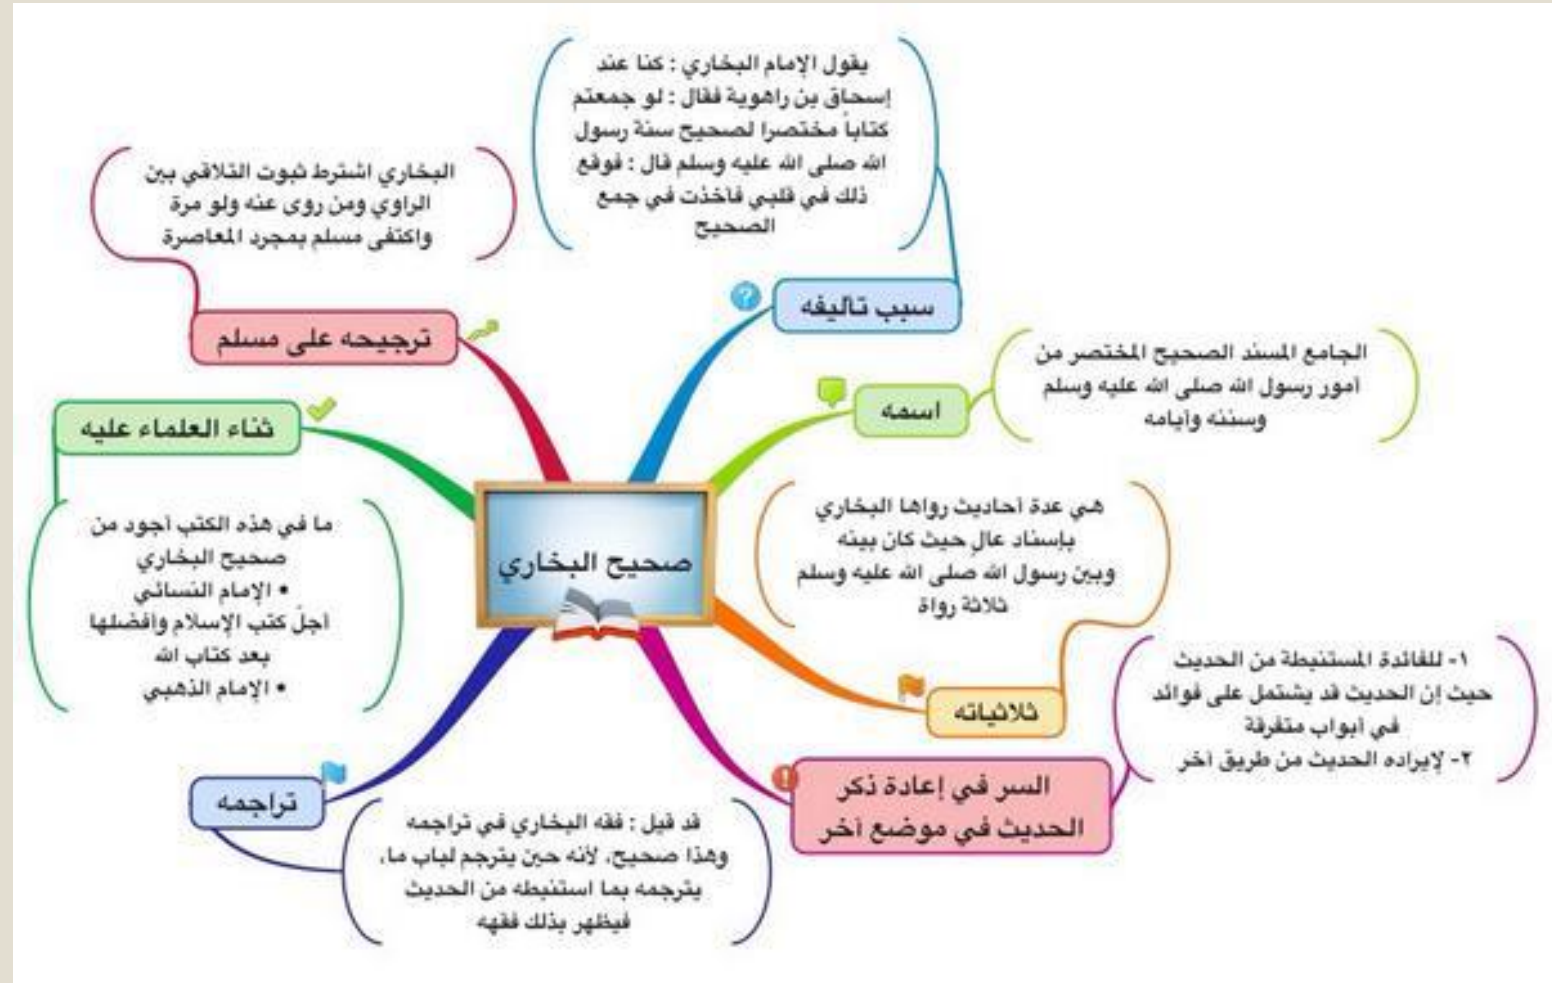 يقول الإمام البخاري : كنا عند
إسحاق بن راهوية فقال : لو جمعتم
كتاباً مختصرا لصحيح سنة رسول
الله صلى الله عليه وسلم قال : فوقع
ذلك في قلبي فأخذت في جمع
الصحيح
سبب تأليفه
الجامع المسند الصحيح المختصر من
أمور رسول الله صلى الله عليه وسلم
وسننه وأيامه
اسمه
هي عدة أحاديث رواها البخاري
بإسناد عالٍ حيث كان بينه
وبين رسول الله صلى الله عليه وسلم
ثلاثة رواة
ثلاثياته
١- للفائدة المستنبطة من الحديث
حيث إن الحديث قد يشتمل على فوائد
في أبواب متفرقة
٢- لإيراده الحديث من طريق آخر
السر في إعادة ذكر
الحديث في موضع آخر
صحيح البخاري
البخاري اشترط ثبوت التلاقي بين
الراوي ومن روى عنه ولو مرة
واكتفى مسلم بمجرد المعاصرة
ترجيحه على مسلم
ثناء العلماء عليه
ما في هذه الكتب أجود من
صحيح البخاري
• الإمام النسائي
أجلّ كتب الإسلام وأفضلها
بعد كتاب الله
• الإمام الذهبي
تراجمه
قد قيل : فقه البخاري في تراجمه
وهذا صحيح، لأنه حين يترجم لباب ما،
يترجمه بما استنبطه من الحديث
فيظهر بذلك فقهه